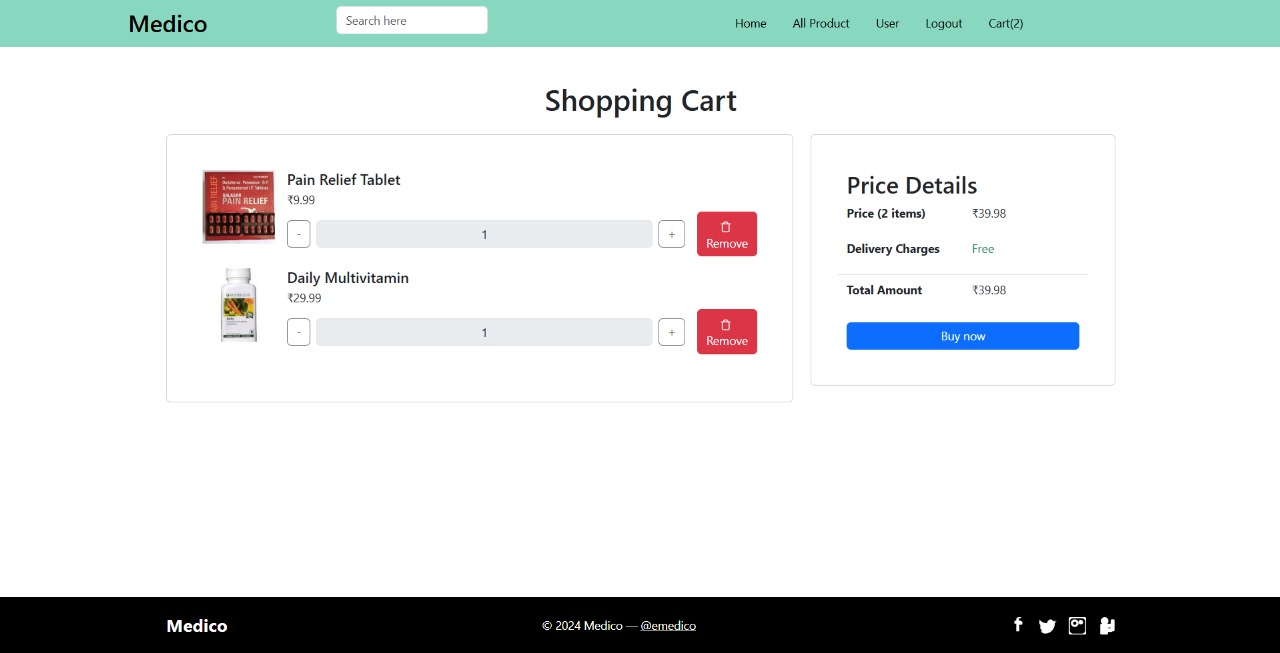 Medico
Search here
Home All Product User Logout Cart(2)
Shopping Cart
PAIN RELIEF
Pain Relief Tablet
₹9.99
- 1 +
Remove
Daily Multivitamin
₹29.99
- 1 +
Remove
Price Details
Price (2 items) ₹39.98
Delivery Charges Free
Total Amount ₹39.98
Buy now
Medico
© 2024 Medico — @emedico